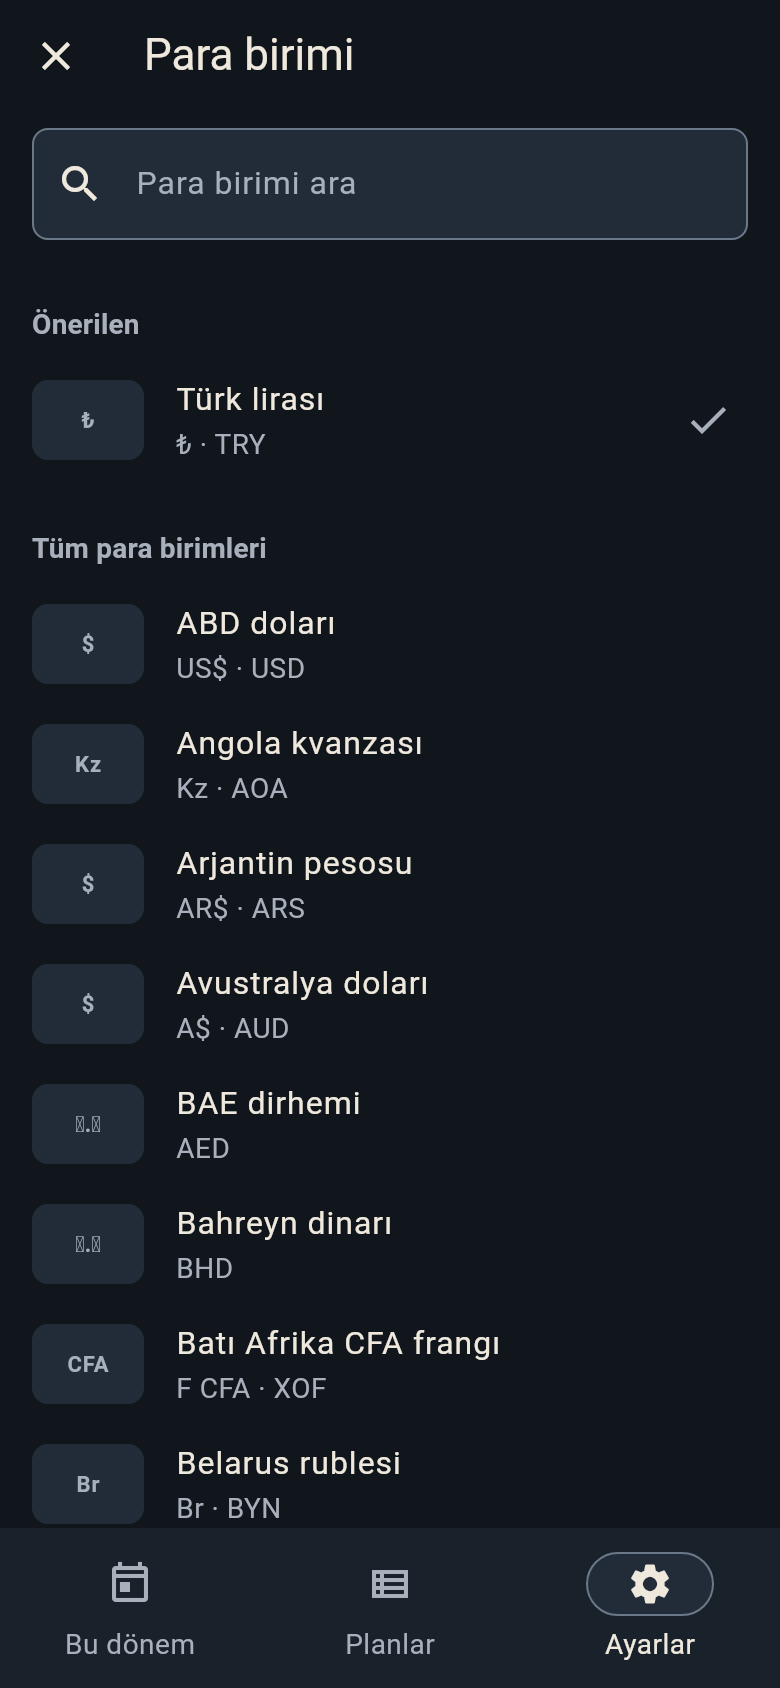 Para birimi
Para birimi ara
Önerilen
₺
Türk lirası
₺ · TRY
Tüm para birimleri
$
ABD doları
US$ · USD
Kz
Angola kvanzası
Kz · AOA
$
Arjantin pesosu
AR$ · ARS
$
Avustralya doları
A$ · AUD
BAE dirhemi
AED
Bahreyn dinarı
BHD
CFA
Batı Afrika CFA frangı
F CFA · XOF
Br
Belarus rublesi
Br · BYN
Bu dönem
Planlar
Ayarlar